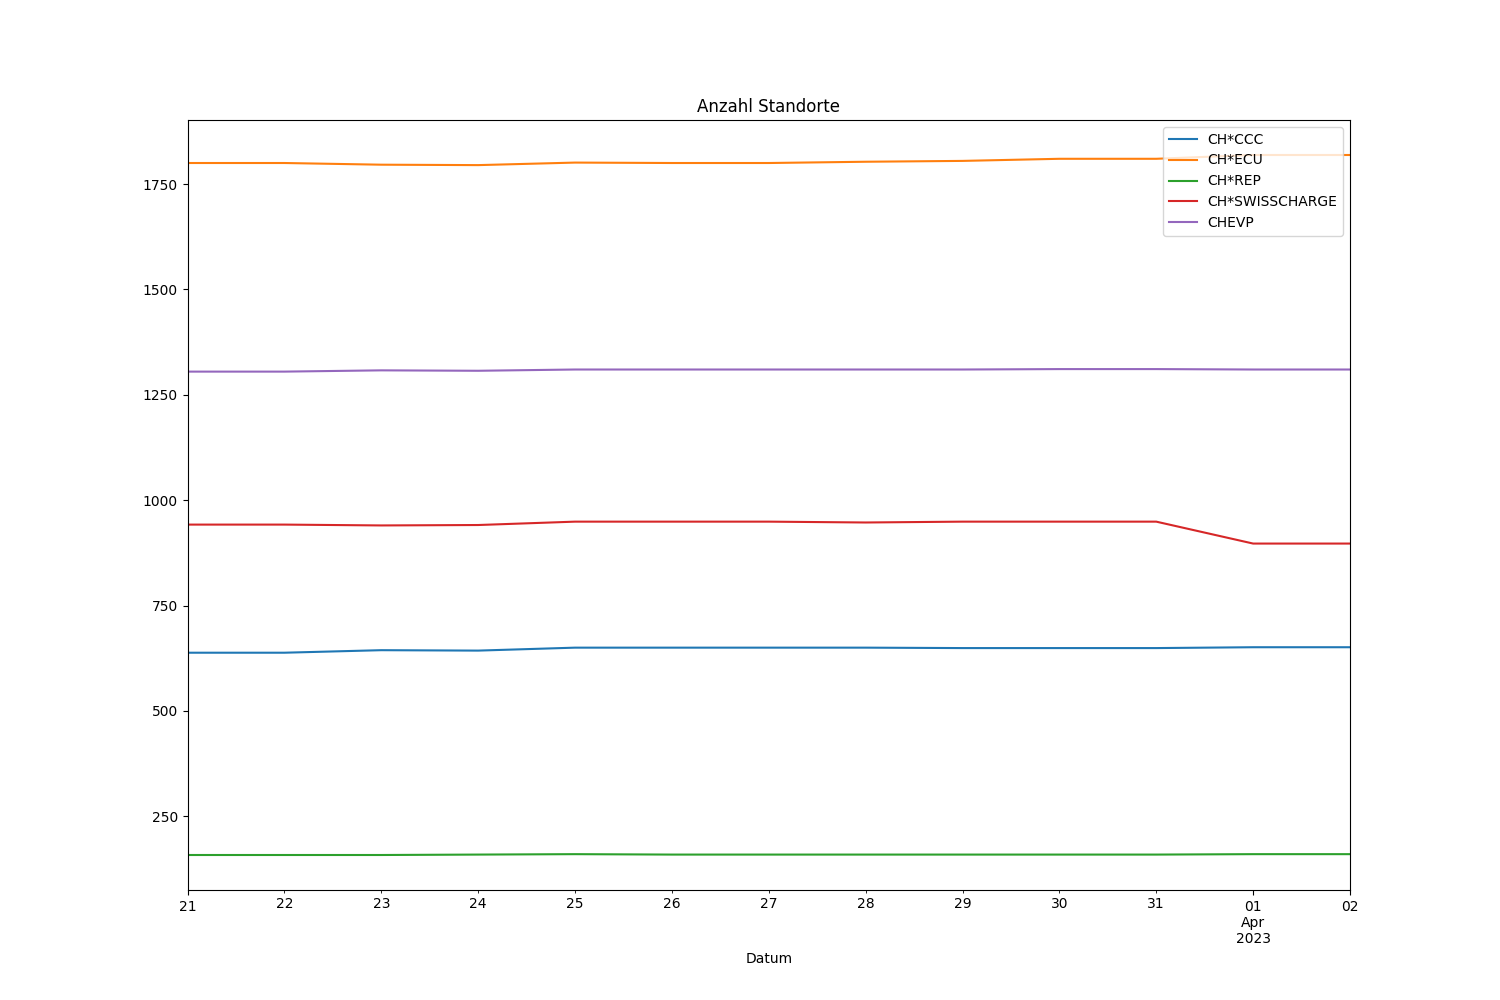 Anzahl Standorte
CH*CCC
CH*ECU
CH*REP
CH*SWISSCHARGE
CHEVP
1750
1500
1250
1000
750
500
250
21 22 23 24 25 26 27 28 29 30 31 01 02
Apr
2023
Datum